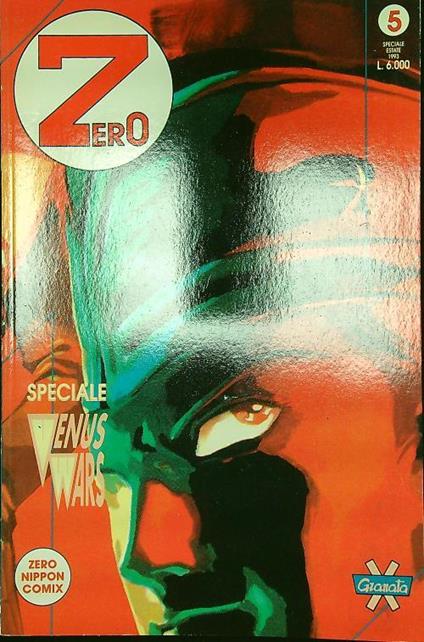 ZERO
5
SPECIALE
ESTATE
1993
L. 6.000
SPECIALE
VENUS
WARS
ZERO
NIPPON
COMIX
Granata